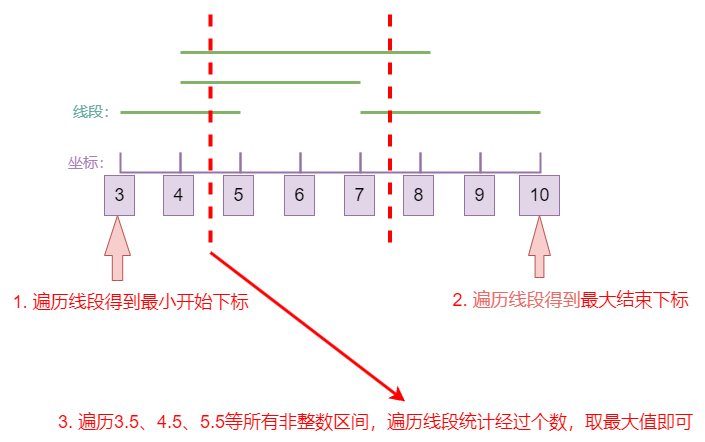 线段：
坐标：
3 4 5 6 7 8 9 10
1. 遍历线段得到最小开始下标
2. 遍历线段得到最大结束下标
3. 遍历3.5、4.5、5.5等所有非整数区间，遍历线段统计经过个数，取最大值即可